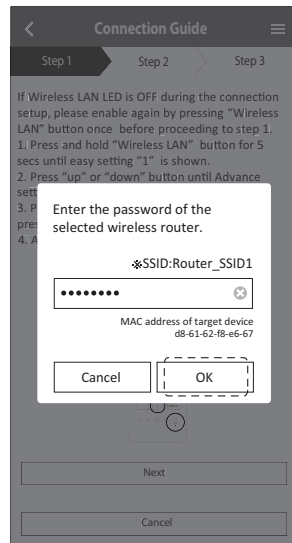 Connection Guide
Step 1
Step 2
Step 3
If Wireless LAN LED is OFF during the connection
setup, please enable again by pressing "Wireless
LAN" button once before proceeding to step 1.
1. Press and hold "Wireless LAN" button for 5
secs until easy setting "1" is shown.
2. Press "up" or "down" button until Advance
sett
3. P
pres
4. A
Enter the password of the
selected wireless router.
※SSID:Router_SSID1
••••••••
MAC address of target device
d8-61-62-f8-e6-67
Cancel
OK
Next
Cancel